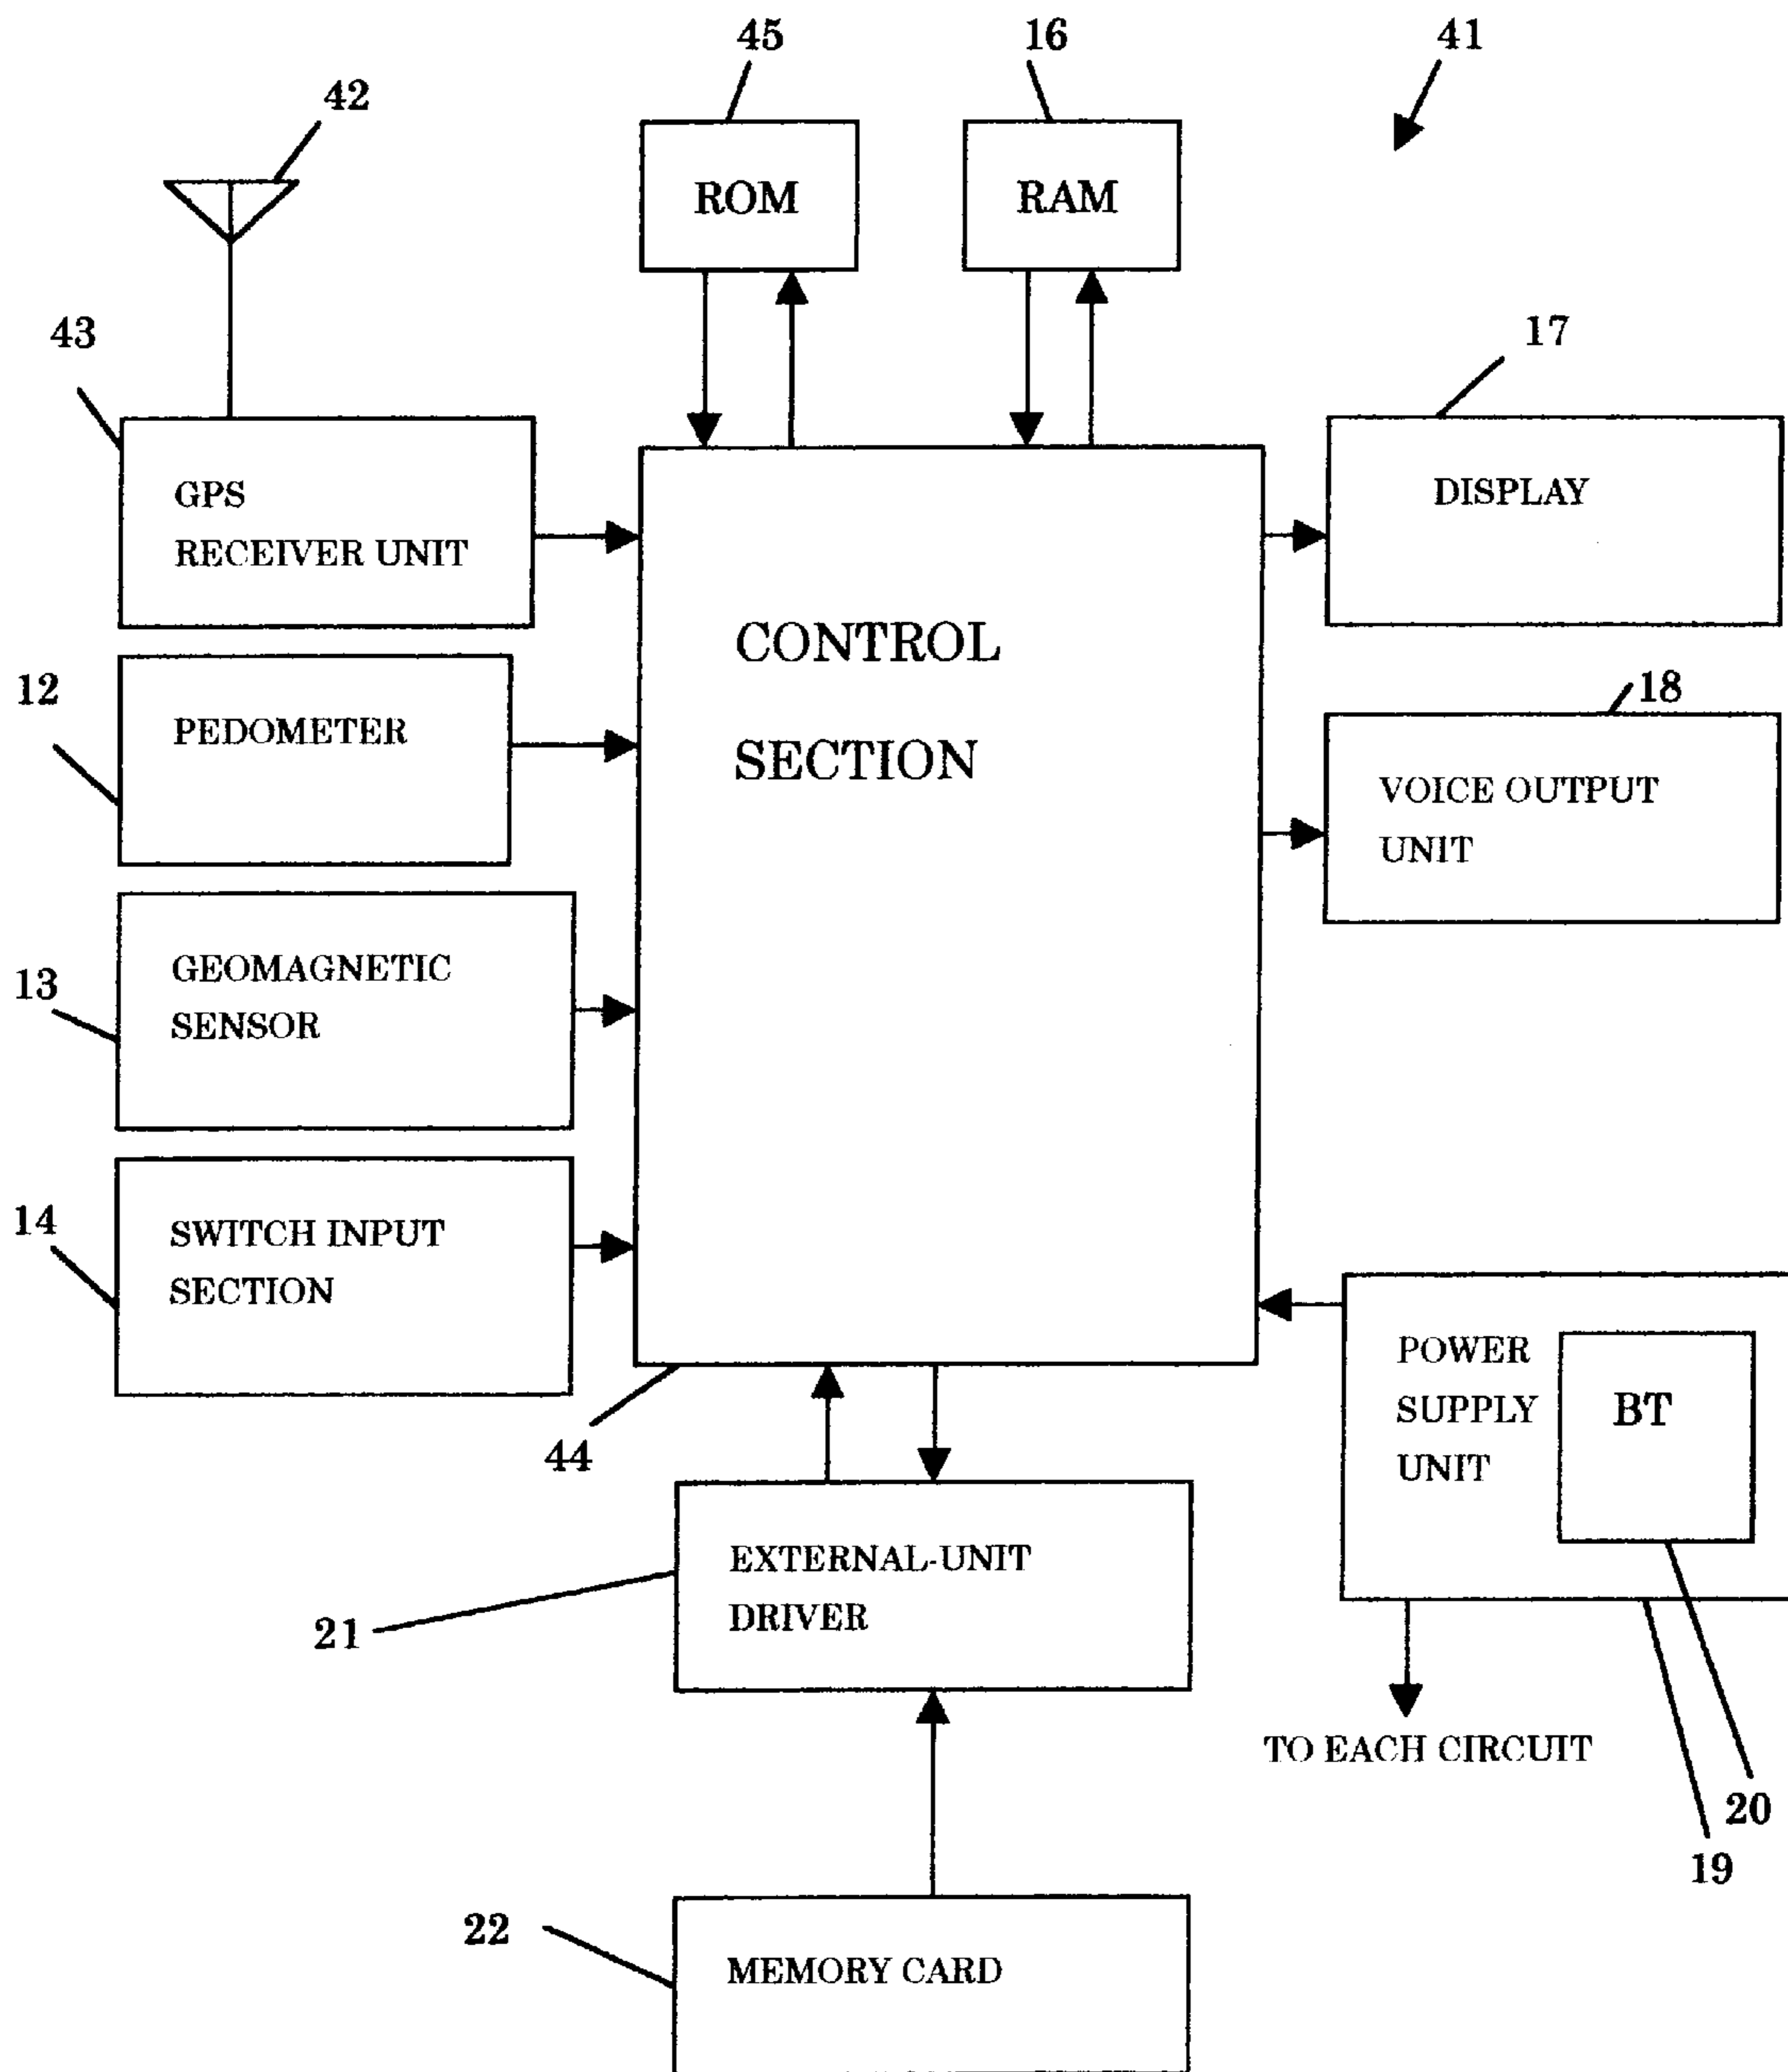 45
16
41
42
ROM
RAM
43
17
GPS
RECEIVER UNIT
DISPLAY
CONTROL
SECTION
12
PEDOMETER
18
VOICE OUTPUT
UNIT
13
GEOMAGNETIC
SENSOR
14
SWITCH INPUT
SECTION
POWER
SUPPLY
UNIT
BT
44
21
EXTERNAL-UNIT
DRIVER
TO EACH CIRCUIT
20
19
22
MEMORY CARD